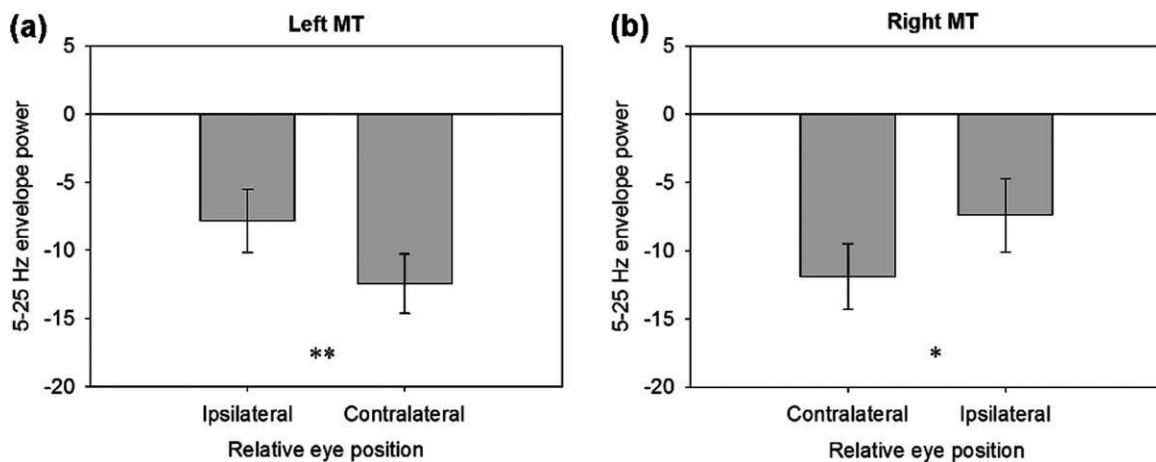 (a)
Left MT
5
0
-5
-10
-15
-20
5-25 Hz envelope power
**
Ipsilateral Contralateral
Relative eye position
(b)
Right MT
5
0
-5
-10
-15
-20
5-25 Hz envelope power
*
Contralateral Ipsilateral
Relative eye position